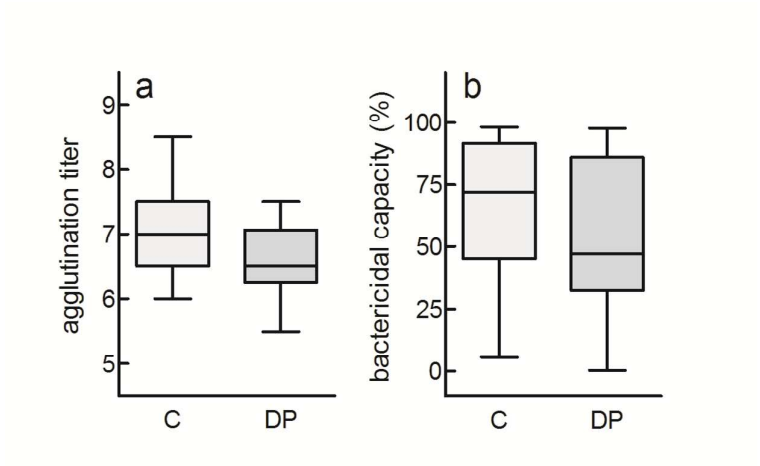 a
agglutination titer
9
8
7
6
5
C DP
b
bactericidal capacity (%)
100
75
50
25
0
C DP